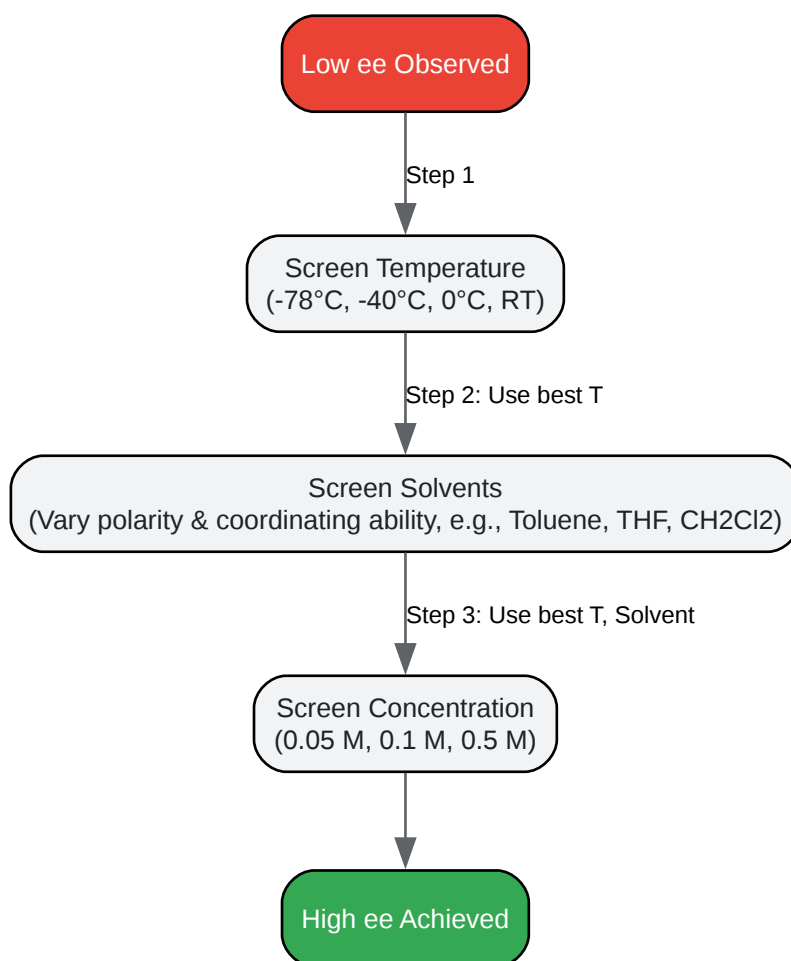 Low ee Observed
Step 1
Screen Temperature
(-78°C, -40°C, 0°C, RT)
Step 2: Use best T
Screen Solvents
(Vary polarity & coordinating ability, e.g., Toluene, THF, CH2Cl2)
Step 3: Use best T, Solvent
Screen Concentration
(0.05 M, 0.1 M, 0.5 M)
High ee Achieved